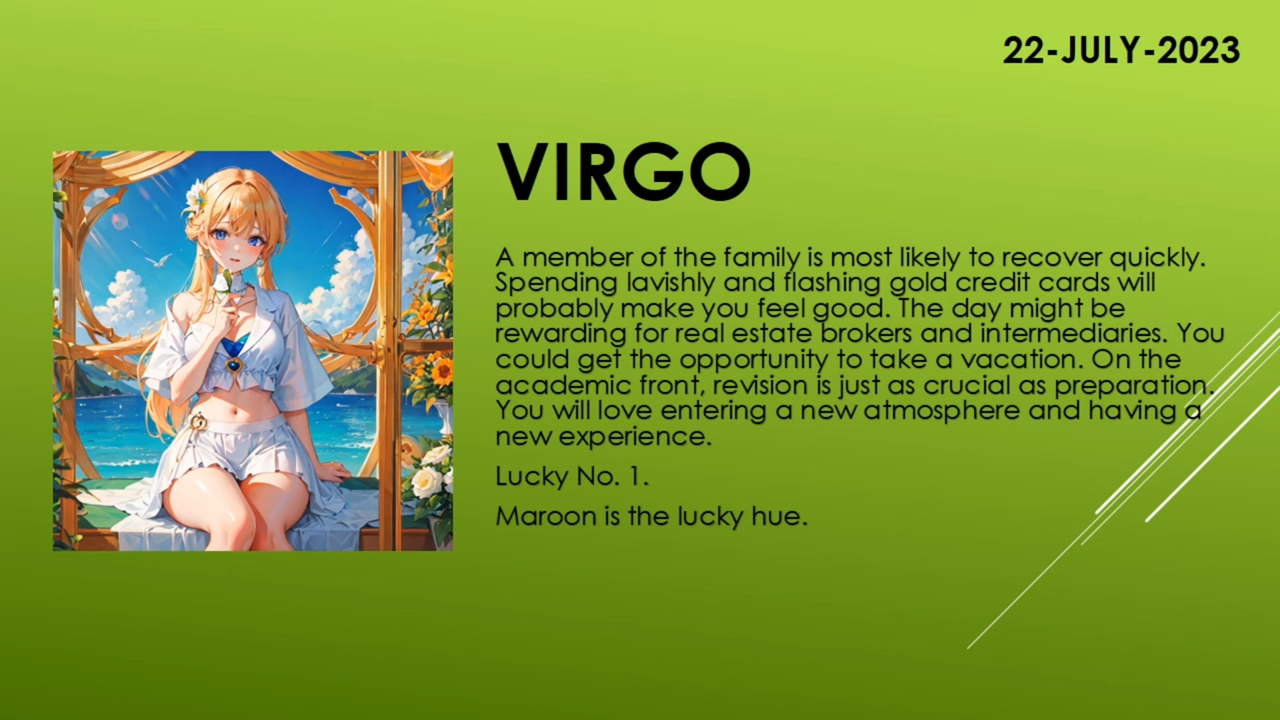 22-JULY-2023
VIRGO
A member of the family is most likely to recover quickly.
Spending lavishly and flashing gold credit cards will
probably make you feel good. The day might be
rewarding for real estate brokers and intermediaries. You
could get the opportunity to take a vacation. On the
academic front, revision is just as crucial as preparation.
You will love entering a new atmosphere and having a
new experience.
Lucky No. 1.
Maroon is the lucky hue.